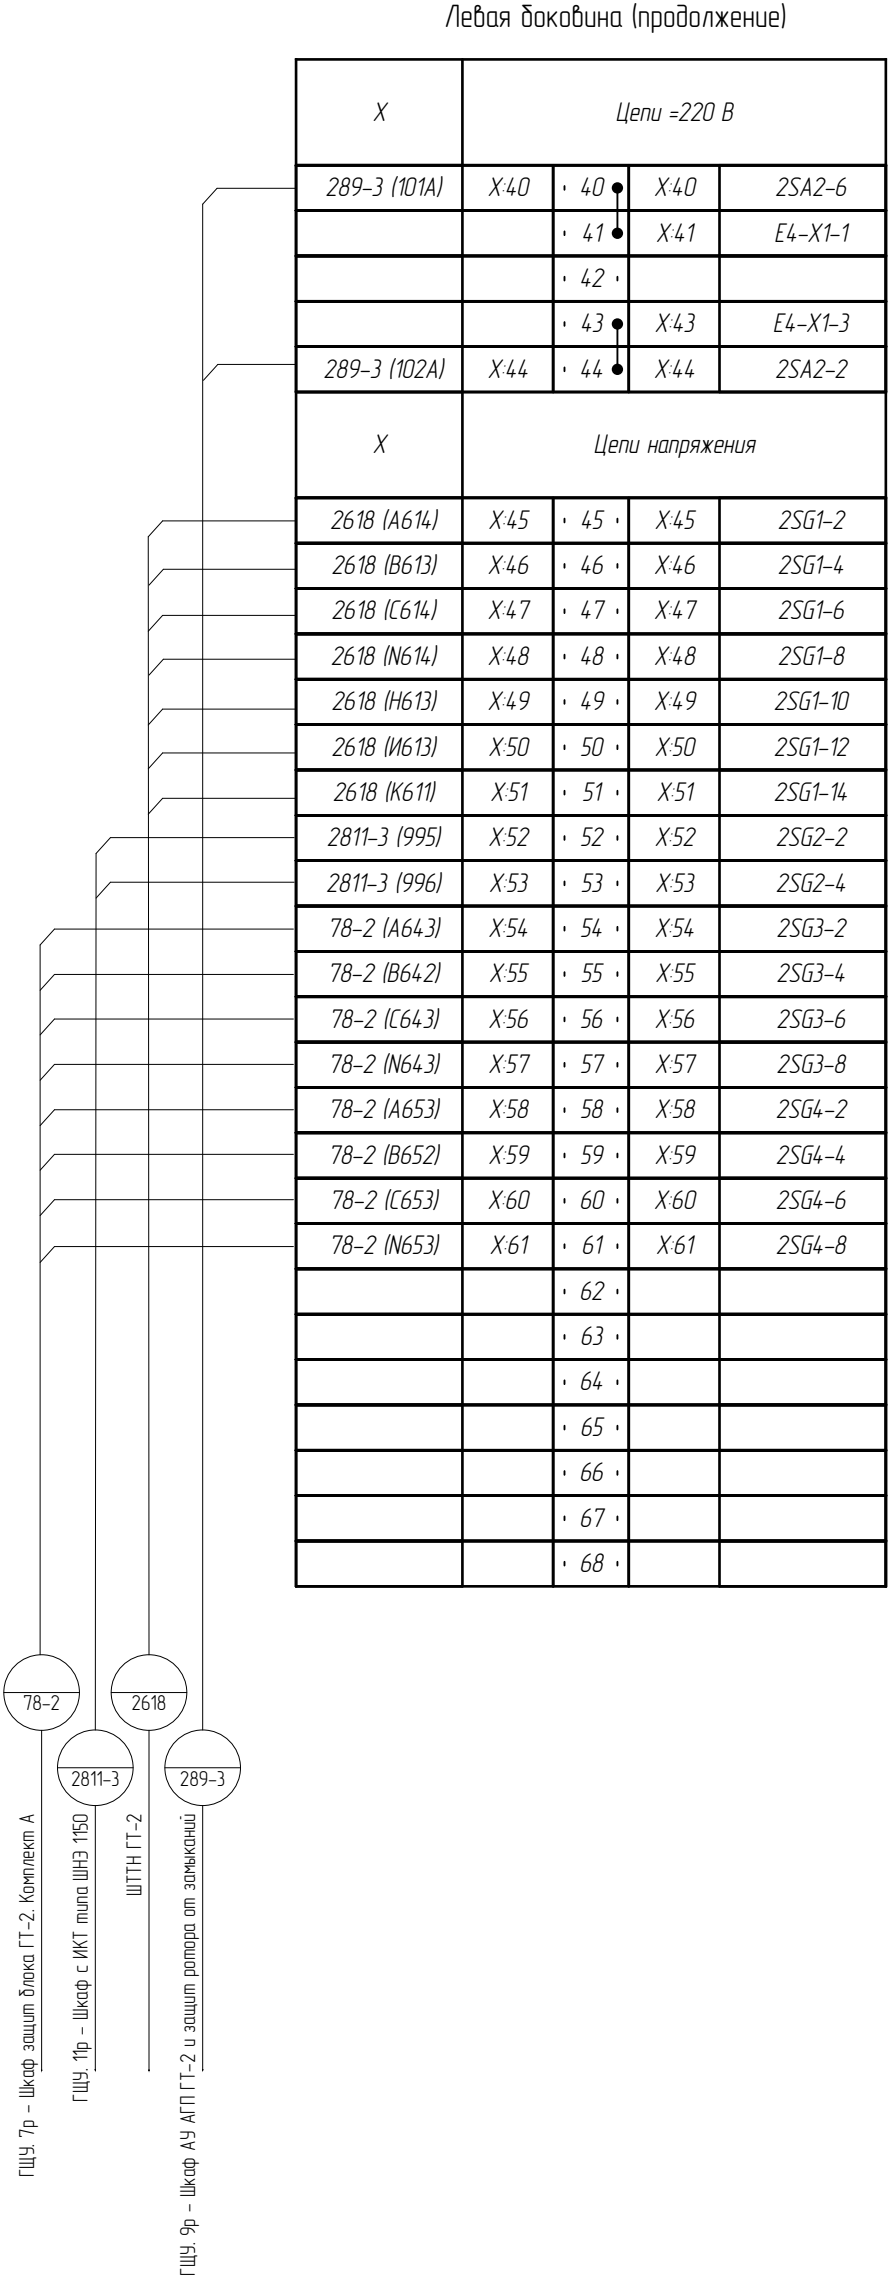 Левая боковина (продолжение)
X Цепи =220 В
289-3 (101А) X:40 40 X:40 2SA2-6
41 X:41 E4-X1-1
42
43 X:43 E4-X1-3
289-3 (102А) X:44 44 X:44 2SA2-2
X Цепи напряжения
2618 (А614) X:45 45 X:45 2SG1-2
2618 (В613) X:46 46 X:46 2SG1-4
2618 (С614) X:47 47 X:47 2SG1-6
2618 (N614) X:48 48 X:48 2SG1-8
2618 (Н613) X:49 49 X:49 2SG1-10
2618 (И613) X:50 50 X:50 2SG1-12
2618 (К611) X:51 51 X:51 2SG1-14
2811-3 (995) X:52 52 X:52 2SG2-2
2811-3 (996) X:53 53 X:53 2SG2-4
78-2 (А643) X:54 54 X:54 2SG3-2
78-2 (В642) X:55 55 X:55 2SG3-4
78-2 (С643) X:56 56 X:56 2SG3-6
78-2 (N643) X:57 57 X:57 2SG3-8
78-2 (А653) X:58 58 X:58 2SG4-2
78-2 (В652) X:59 59 X:59 2SG4-4
78-2 (С653) X:60 60 X:60 2SG4-6
78-2 (N653) X:61 61 X:61 2SG4-8
62
63
64
65
66
67
68
78-2
2618
2811-3
289-3
ГЩУ. 7р - Шкаф защит блока ГТ-2. Комплект А
ГЩУ. 11р - Шкаф с ИКТ типа ШНЭ 1150
ШТТН ГТ-2
ГЩУ. 9р - Шкаф АУ АГП ГТ-2 и защит ротора от замыканий